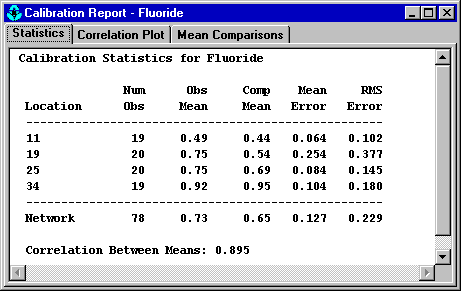 Calibration Report - Fluoride
Statistics Correlation Plot Mean Comparisons
Calibration Statistics for Fluoride
Num Obs Comp Mean RMS
Location Obs Mean Mean Error Error
--------------------------------------------------
11 19 0.49 0.44 0.064 0.102
19 20 0.75 0.54 0.254 0.377
25 20 0.75 0.69 0.084 0.145
34 19 0.92 0.95 0.104 0.180
--------------------------------------------------
Network 78 0.73 0.65 0.127 0.229
Correlation Between Means: 0.895